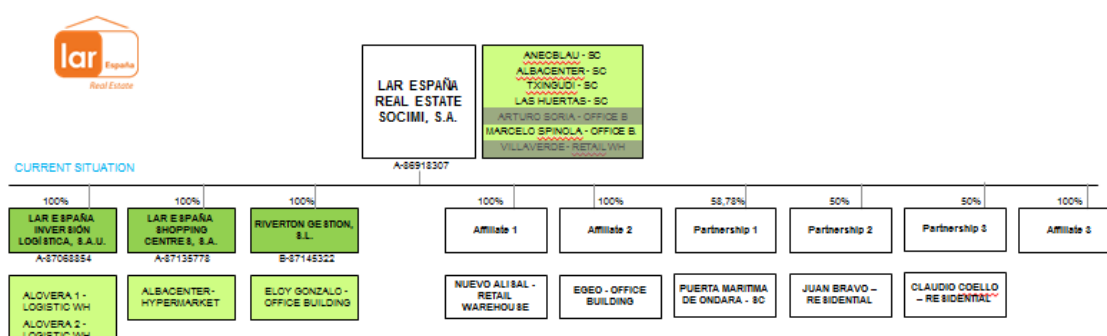 lar
España
Real Estate
LAR ESPAÑA
REAL ESTATE
SOCIMI, S.A.
ANECBLAU - SC
ALBACENTER - SC
TXINGUDI - SC
LAS HUERTAS - SC
ARTURO SORIA - OFFICE B
MARCELO SPINOLA - OFFICE B.
VILLAVERDE - RETAIL WH
A-86918307
CURRENT SITUATION
100%
100%
100%
100%
100%
58,78%
50%
50%
100%
LAR ESPAÑA
INVERSIÓN
LOGÍSTICA, S.A.U.
LAR ESPAÑA
SHOPPING
CENTRES, S.A.
RIVERTON GESTION,
S.L.
Affiliate 1
Affiliate 2
Partnership 1
Partnership 2
Partnership 3
Affiliate 3
A-87068854
A-87135778
B-87145322
ALOVERA 1 -
LOGISTIC WH
ALOVERA 2 -
LOGISTIC WH
ALBACENTER-
HYPERMARKET
ELOY GONZALO -
OFFICE BUILDING
NUEVO ALISAL -
RETAIL
WAREHOUSE
EGEO - OFFICE
BUILDING
PUERTA MARITIMA
DE ONDARA - SC
JUAN BRAVO –
RESIDENTIAL
CLAUDIO COELLO
– RESIDENTIAL